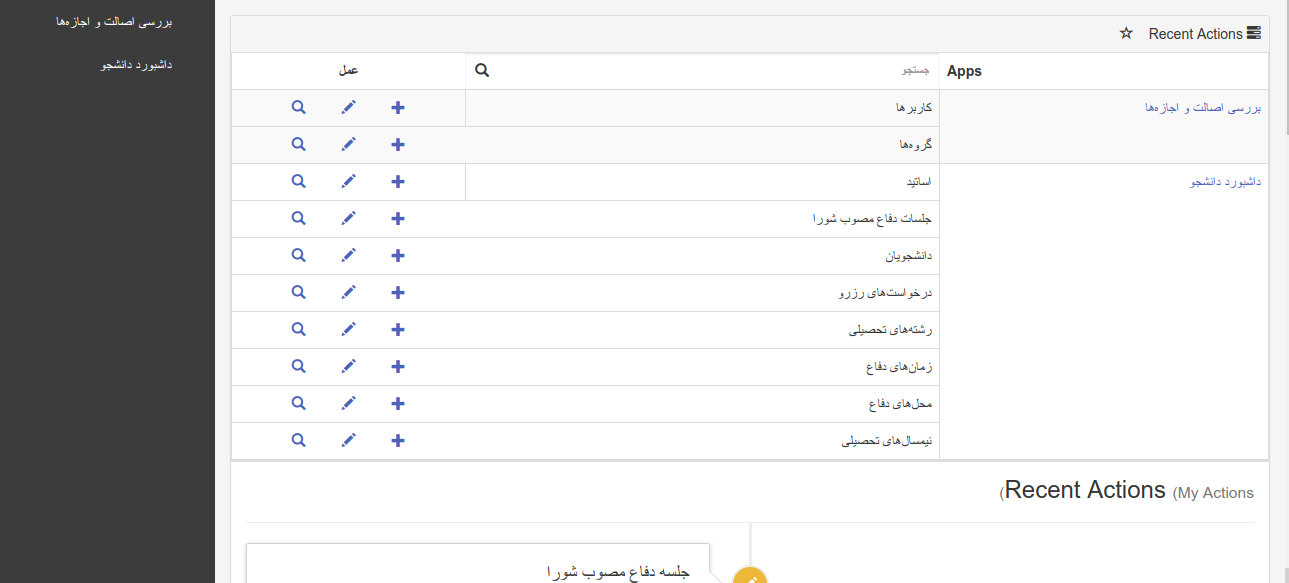 بررسی اصالت و اجازه‌ها
داشبورد دانشجو
Recent Actions
Apps
جستجو
عمل
بررسی اصالت و اجازه‌ها
کاربرها
گروه‌ها
داشبورد دانشجو
اساتید
جلسات دفاع مصوب شورا
دانشجویان
درخواست‌های رزرو
رشته‌های تحصیلی
زمان‌های دفاع
محل‌های دفاع
نیمسال‌های تحصیلی
(Recent Actions (My Actions
جلسه دفاع مصوب شورا